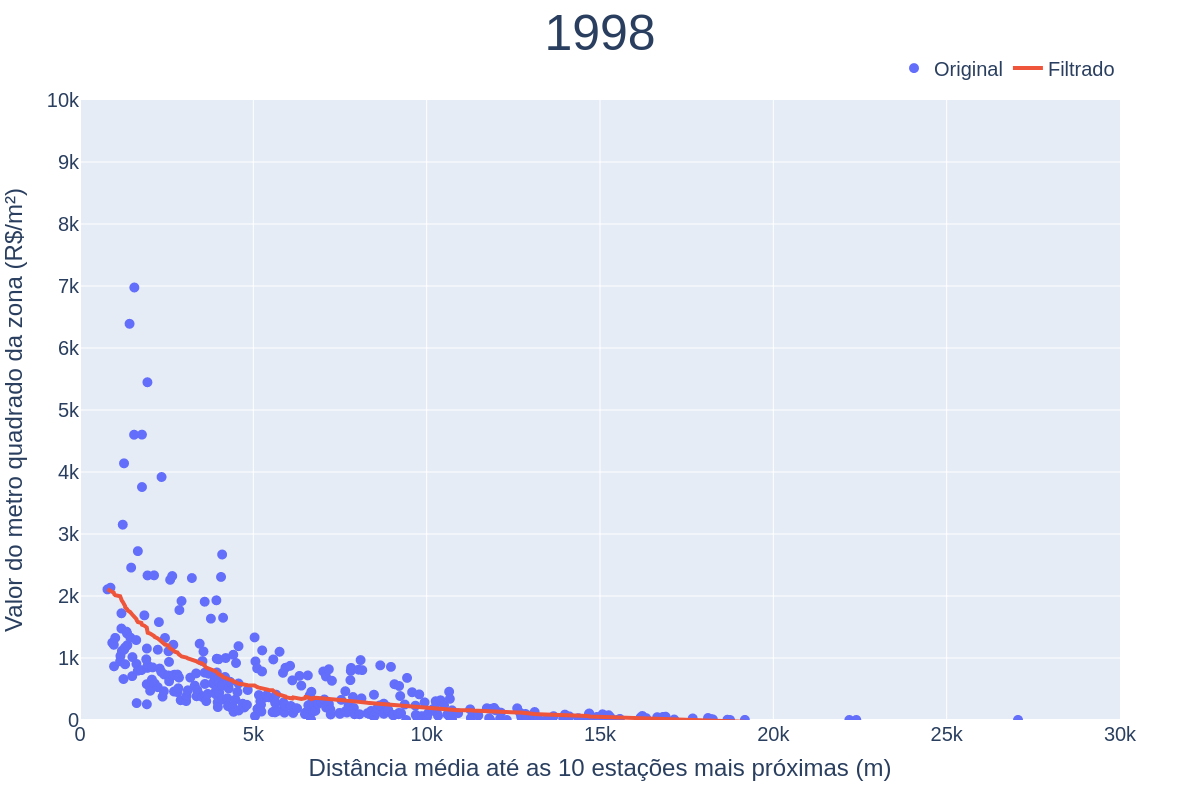 1998
Original
Filtrado
Valor do metro quadrado da zona (R$/m²)
10k
9k
8k
7k
6k
5k
4k
3k
2k
1k
0
0
5k
10k
15k
20k
25k
30k
Distância média até as 10 estações mais próximas (m)